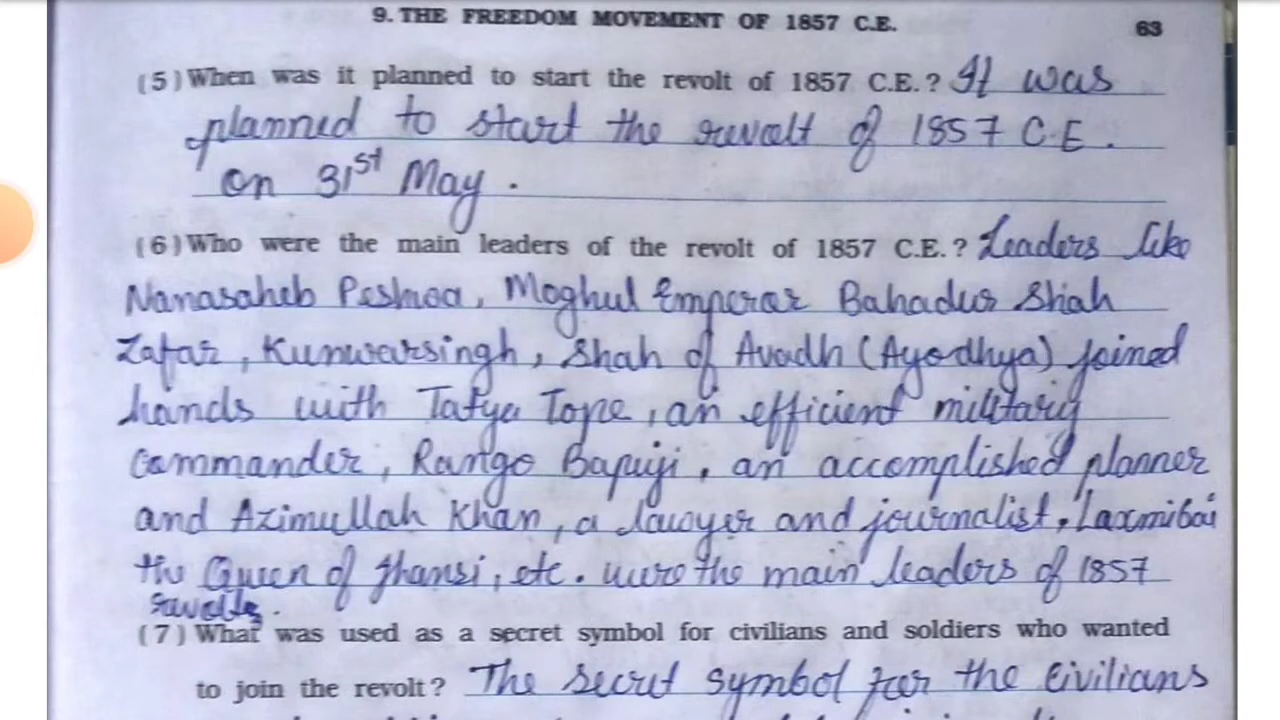 9. THE FREEDOM MOVEMENT OF 1857 C.E. 63
(5) When was it planned to start the revolt of 1857 C.E.? It was
planned to start the revolt of 1857 C.E.
on 31st May.
(6) Who were the main leaders of the revolt of 1857 C.E.? Leaders like
Nanasaheb Peshwa, Moghul Emperor Bahadur Shah
Zafar, Kunwarsingh, Shah of Avadh (Ayodhya) joined
hands with Tatya Tope, an efficient military
commander, Rango Bapuji, an accomplished planner
and Azimullah Khan, a lawyer and journalist, Laxmibai
the Queen of Jhansi, etc. were the main leaders of 1857
revolts.
(7) What was used as a secret symbol for civilians and soldiers who wanted
to join the revolt? The secret symbol for the civilians